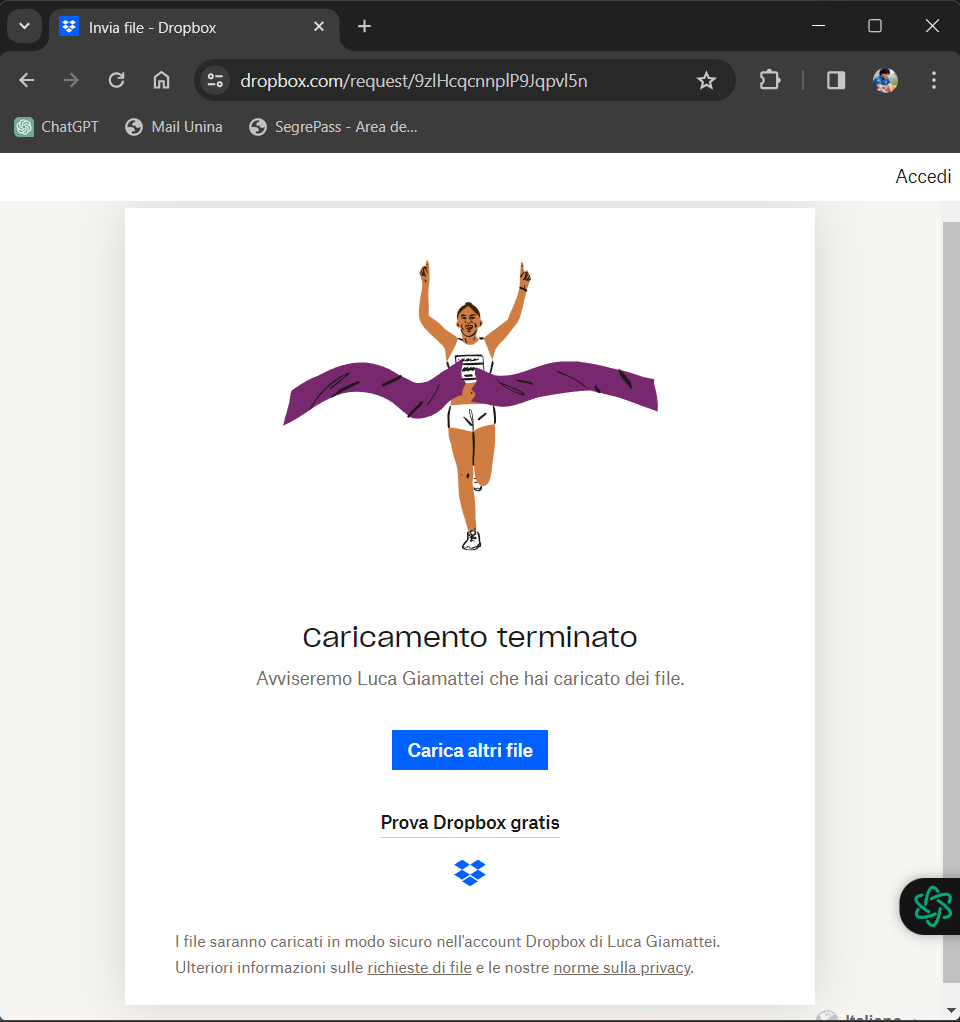 Invia file - Dropbox
dropbox.com/request/9zlHcqcnnplP9Jqpvl5n
ChatGPT
Mail Unina
SegrePass - Area de...
Accedi
Caricamento terminato
Avviseremo Luca Giamattei che hai caricato dei file.
Carica altri file
Prova Dropbox gratis
I file saranno caricati in modo sicuro nell'account Dropbox di Luca Giamattei.
Ulteriori informazioni sulle richieste di file e le nostre norme sulla privacy.
Italiano